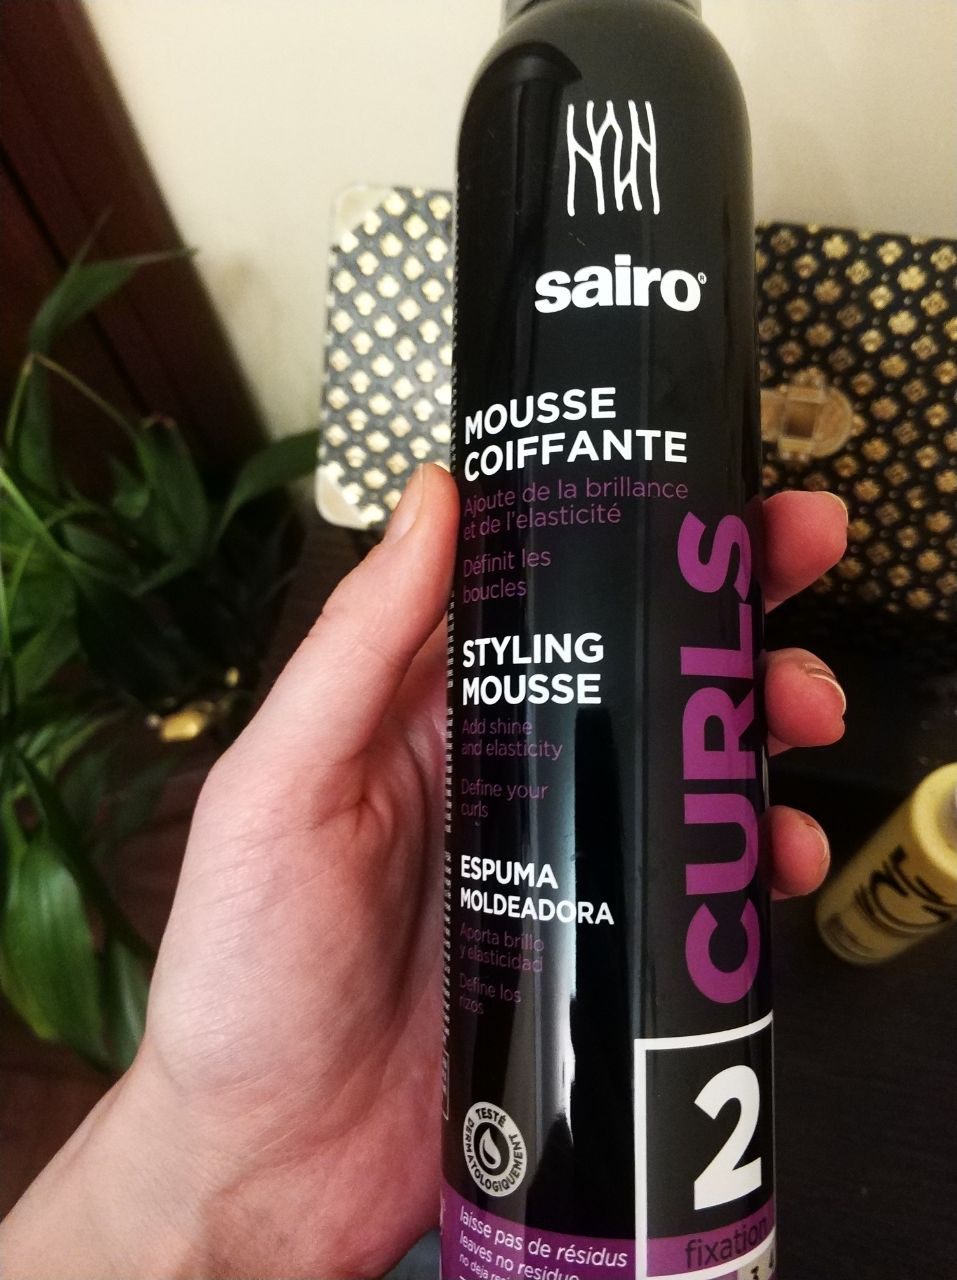 sairo®
MOUSSE
COIFFANTE
Ajoute de la brillance
et de l'elasticité
Définit les
boucles
STYLING
MOUSSE
Add shine
and elasticity
Define your
curls
ESPUMA
MOLDEADORA
Aporta brillo
y elasticidad
Define los
rizos
CURLS
2
fixation
TESTÉ DERMATOLOGIQUEMENT
laisse pas de résidus
leaves no residue
no deja